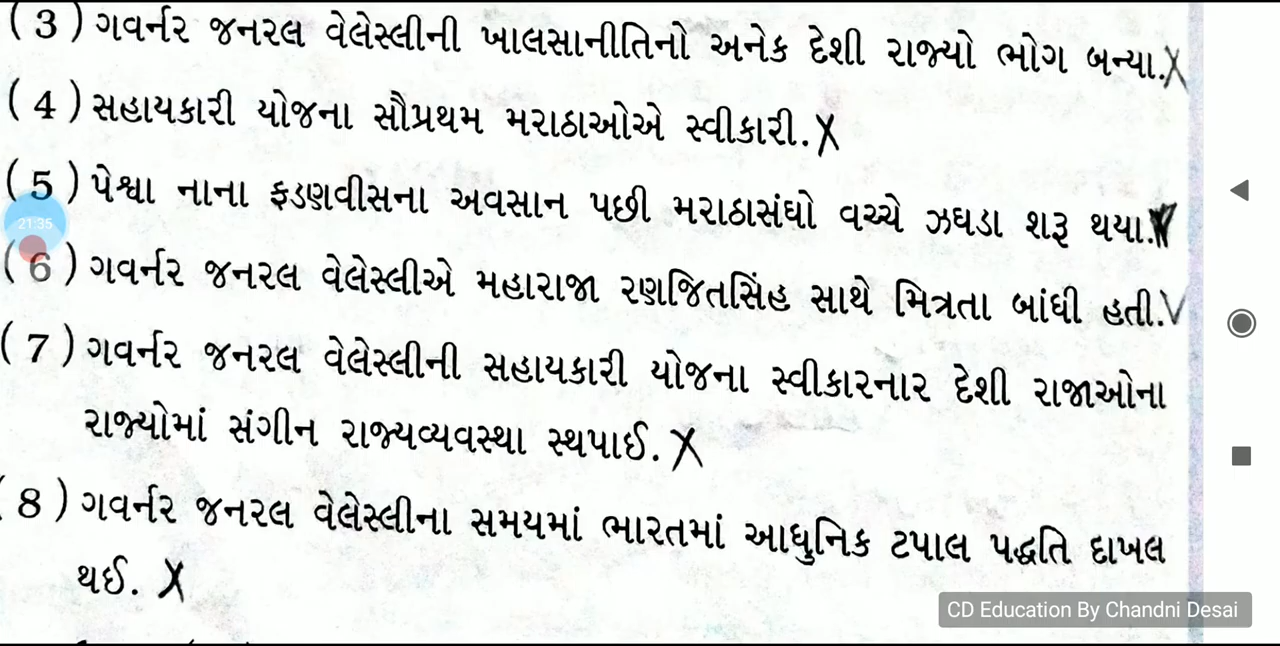 (3) ગવર્નર જનરલ વેલેસ્લીની ખાલસાનીતિનો અનેક દેશી રાજ્યો ભોગ બન્યા.X
(4) સહાયકારી યોજના સૌપ્રથમ મરાઠાઓએ સ્વીકારી.X
(5) પેશ્વા નાના ફડણવીસના અવસાન પછી મરાઠાસંઘો વચ્ચે ઝઘડા શરૂ થયા.
21:35
(6) ગવર્નર જનરલ વેલેસ્લીએ મહારાજા રણજિતસિંહ સાથે મિત્રતા બાંધી હતી.✓
(7) ગવર્નર જનરલ વેલેસ્લીની સહાયકારી યોજના સ્વીકારનાર દેશી રાજાઓના
રાજ્યોમાં સંગીન રાજ્યવ્યવસ્થા સ્થપાઈ. X
8) ગવર્નર જનરલ વેલેસ્લીના સમયમાં ભારતમાં આધુનિક ટપાલ પદ્ધતિ દાખલ
થઈ. X
CD Education By Chandni Desai